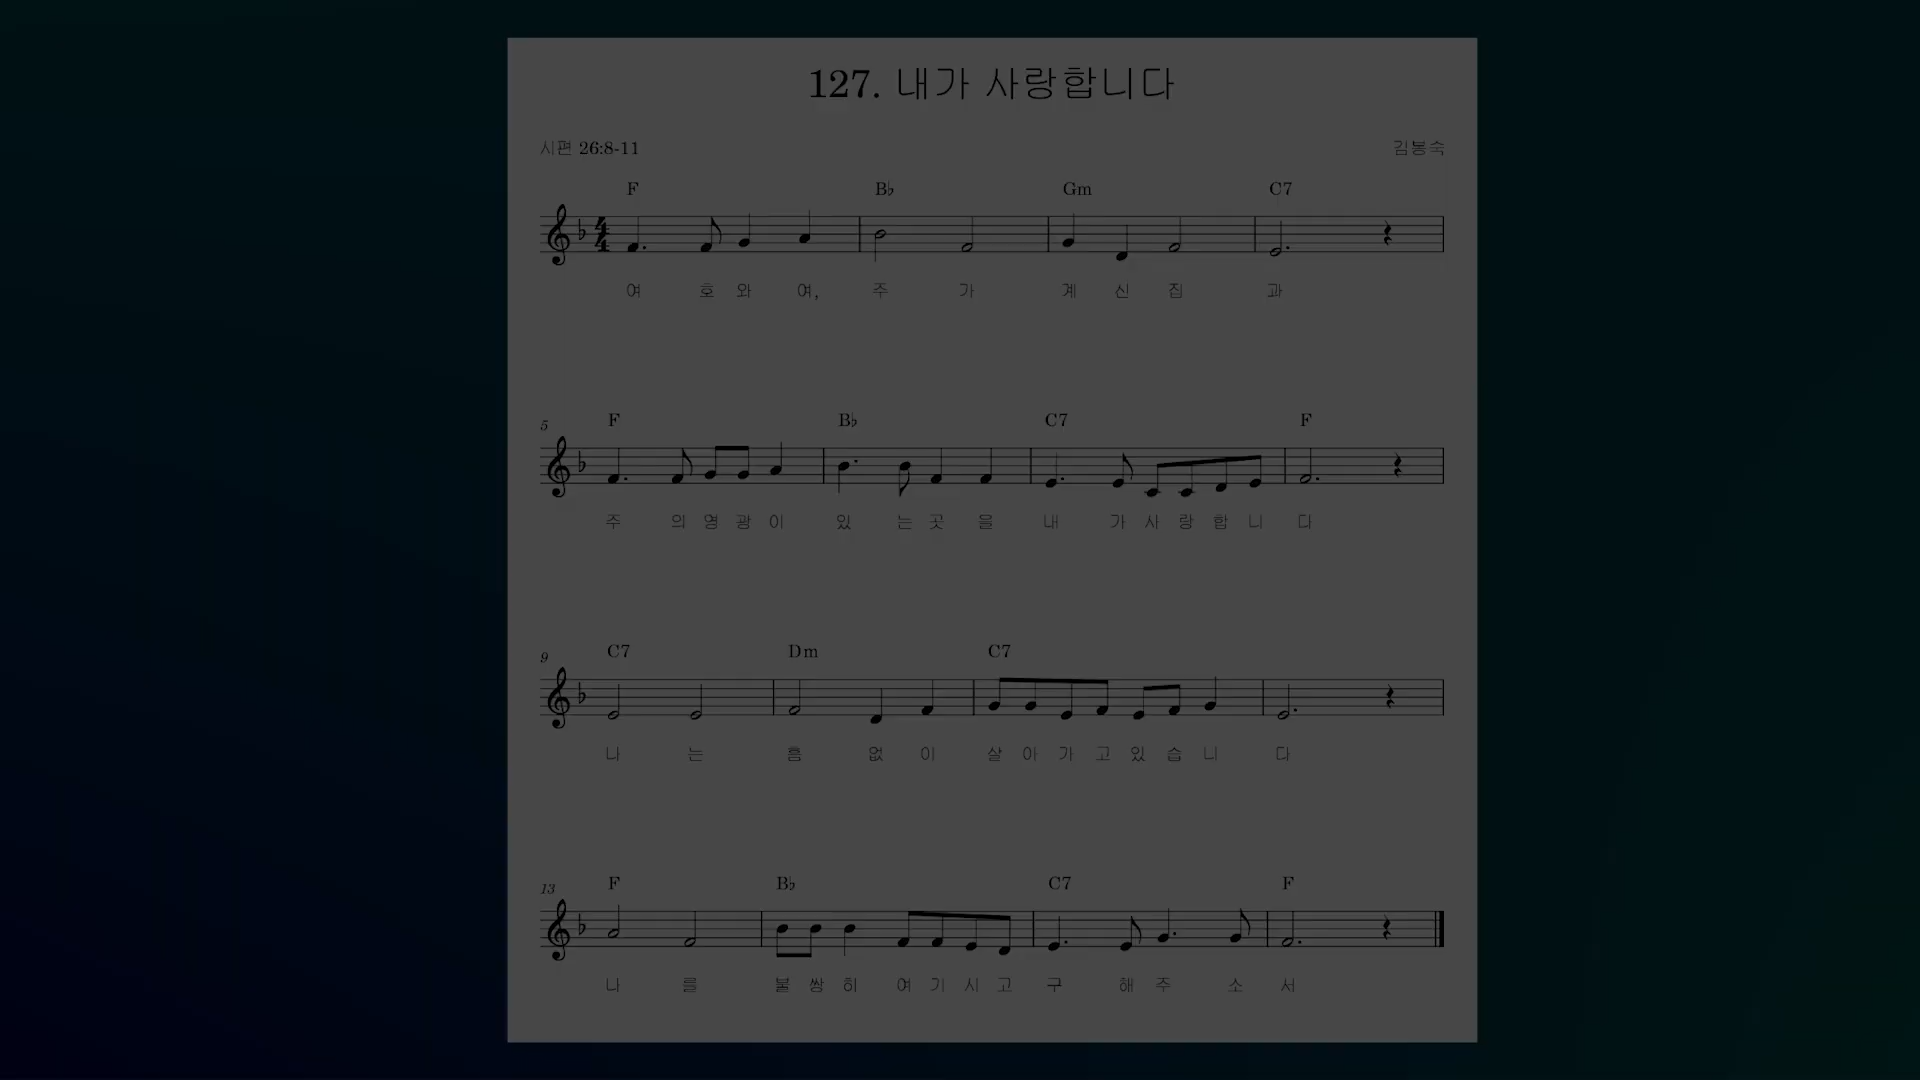 127. 내가 사랑합니다
시편 26:8-11 김봉숙
F B♭ Gm C7
여 호 와 여, 주 가 계 신 집 과
5 F B♭ C7 F
주 의 영 광 이 있 는 곳 을 내 가 사 랑 합 니 다
9 C7 Dm C7
나 는 흠 없 이 살 아 가 고 있 습 니 다
13 F B♭ C7 F
나 를 불 쌍 히 여 기 시 고 구 해 주 소 서